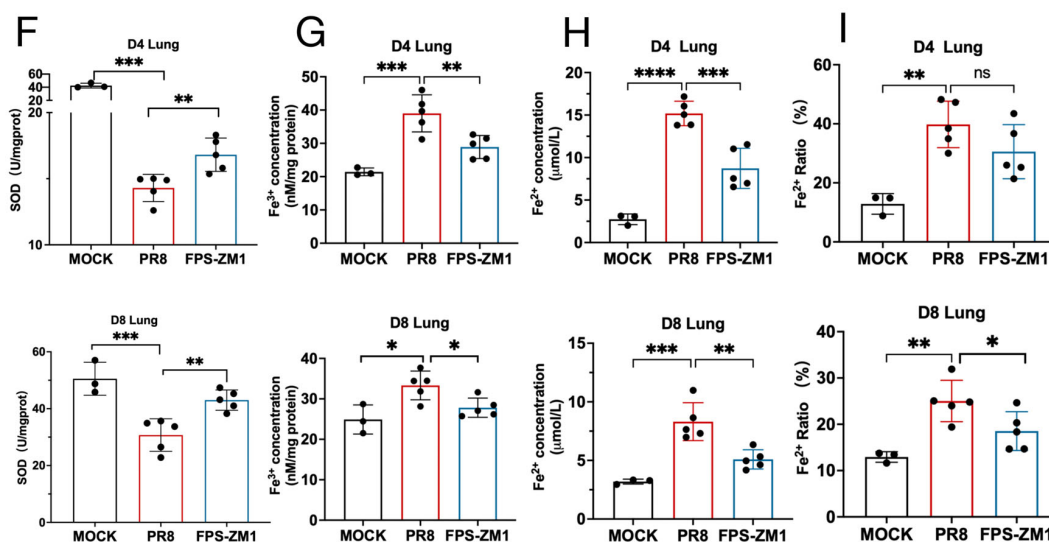 F
D4 Lung
***
**
60
40
20
20
10
SOD (U/mgprot)
MOCK PR8 FPS-ZM1
G
D4 Lung
***
**
50
40
30
20
10
0
Fe³⁺ concentration
(nM/mg protein)
MOCK PR8 FPS-ZM1
H
D4 Lung
****
***
20
15
10
5
0
Fe²⁺ concentration
(μmol/L)
MOCK PR8 FPS-ZM1
I
D4 Lung
**
ns
60
40
20
0
Fe²⁺ Ratio (%)
MOCK PR8 FPS-ZM1
D8 Lung
***
**
60
40
20
0
SOD (U/mgprot)
MOCK PR8 FPS-ZM1
D8 Lung
*
*
40
30
20
10
0
Fe³⁺ concentration
(nM/mg protein)
MOCK PR8 FPS-ZM1
D8 Lung
***
**
15
10
5
0
Fe²⁺ concentration
(μmol/L)
MOCK PR8 FPS-ZM1
D8 Lung
**
*
40
30
20
10
0
Fe²⁺ Ratio (%)
MOCK PR8 FPS-ZM1